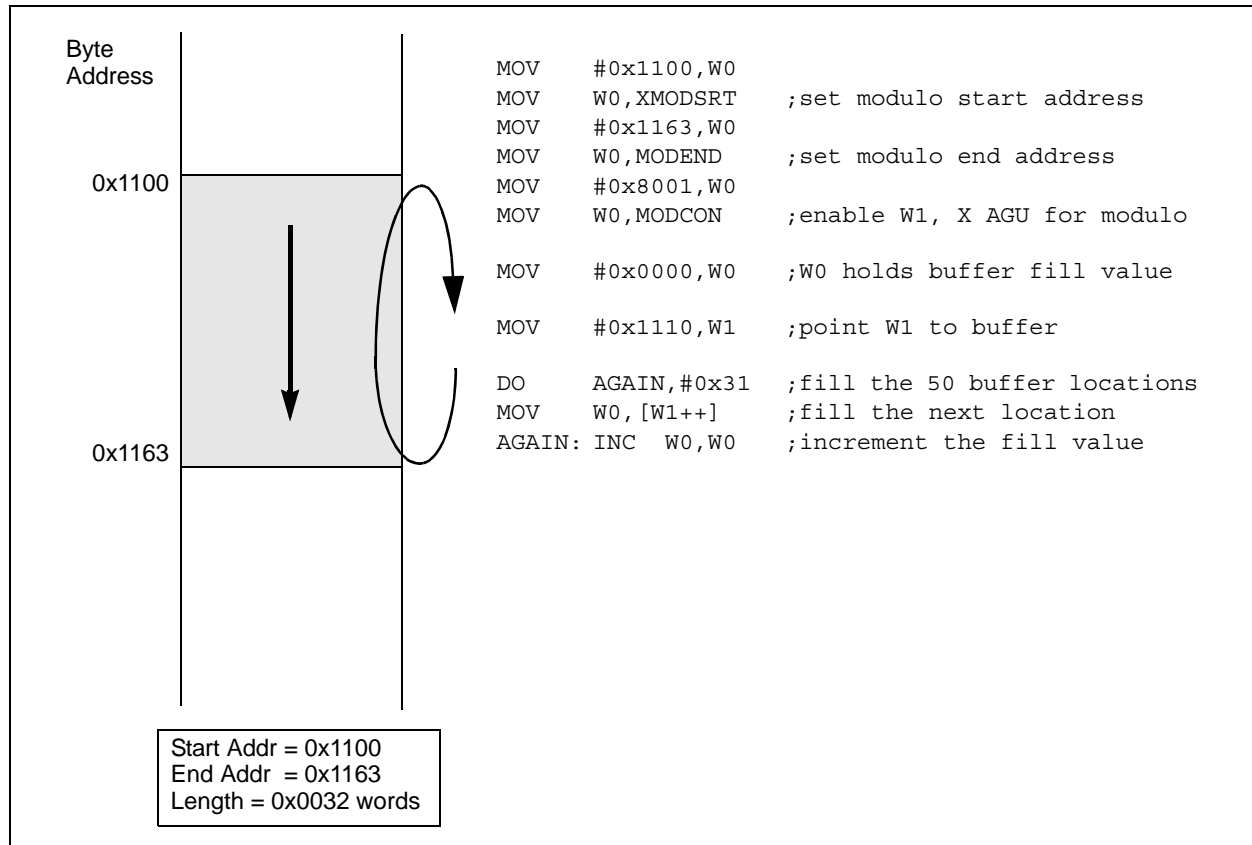 Byte
Address
0x1100
0x1163
MOV #0x1100,W0
MOV W0,XMODSRT ;set modulo start address
MOV #0x1163,W0
MOV W0,MODEND ;set modulo end address
MOV #0x8001,W0
MOV W0,MODCON ;enable W1, X AGU for modulo
MOV #0x0000,W0 ;W0 holds buffer fill value
MOV #0x1110,W1 ;point W1 to buffer
DO AGAIN,#0x31 ;fill the 50 buffer locations
MOV W0,[W1++] ;fill the next location
AGAIN: INC W0,W0 ;increment the fill value
Start Addr = 0x1100
End Addr = 0x1163
Length = 0x0032 words